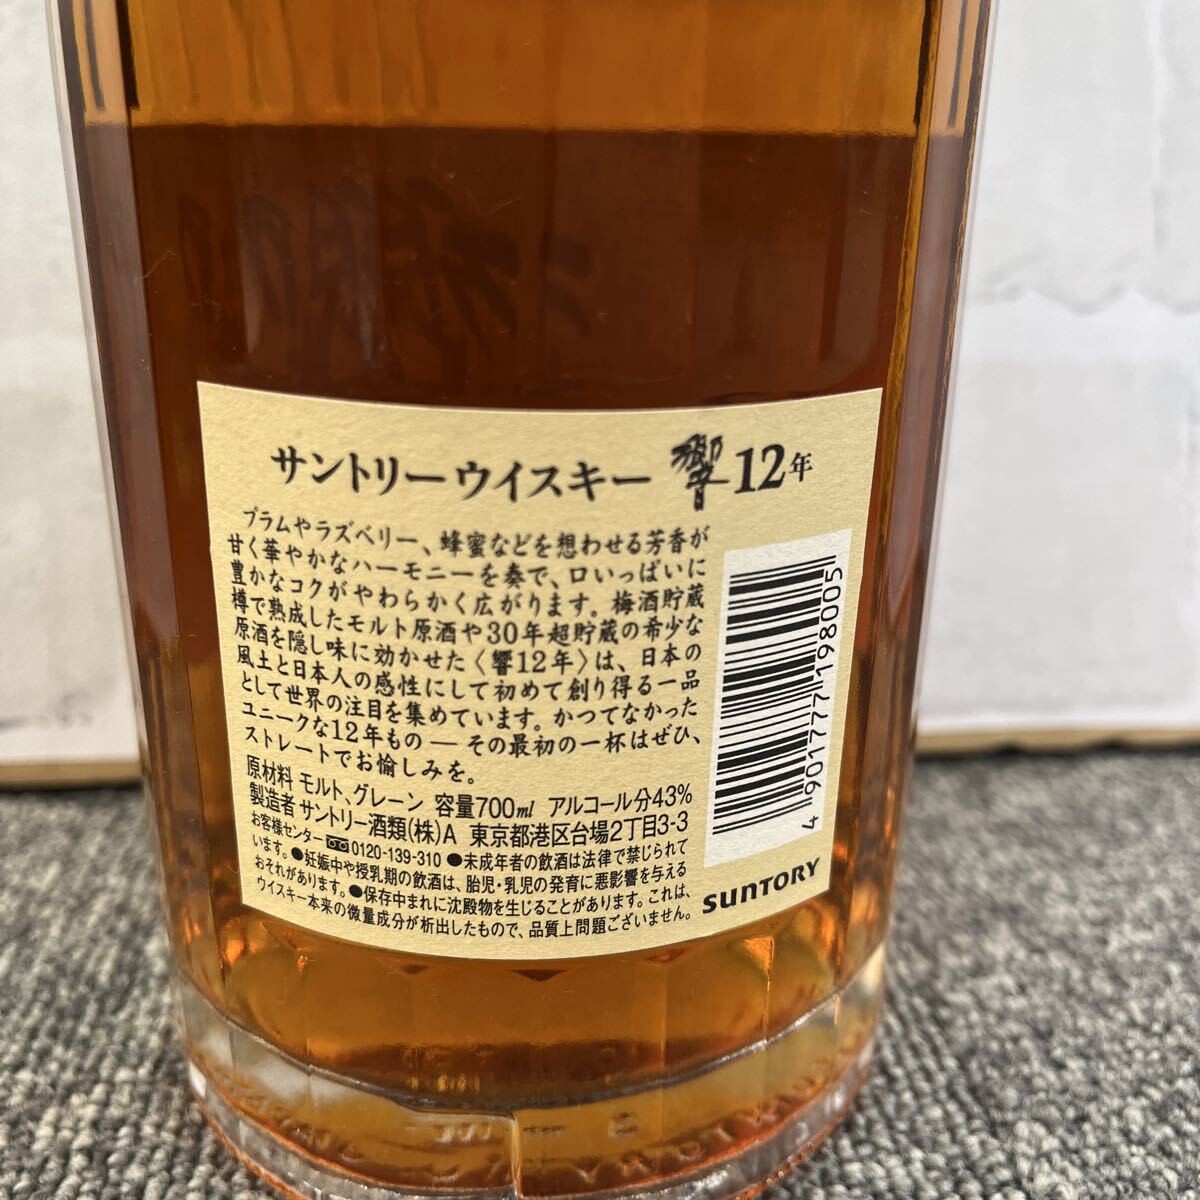 サントリーウイスキー 響 12年
プラムやラズベリー、蜂蜜などを想わせる芳香が
甘く華やかなハーモニーを奏で、口いっぱいに
豊かなコクがやわらかく広がります。梅酒貯蔵
樽で熟成したモルト原酒や30年超貯蔵の希少な
原酒を隠し味に効かせた〈響12年〉は、日本の
風土と日本人の感性にして初めて創り得る一品
として世界の注目を集めています。かつてなかった
ユニークな12年もの ― その最初の一杯はぜひ、
ストレートでお愉しみを。
原材料 モルト、グレーン 容量700ml アルコール分43%
製造者 サントリー酒類(株)A 東京都港区台場2丁目3-3
お客様センター 0120-139-310 ●未成年者の飲酒は法律で禁じられて
います。●妊娠中や授乳期の飲酒は、胎児・乳児の発育に悪影響を与える
おそれがあります。●保存中まれに沈殿物を生じることがあります。これは、
ウイスキー本来の微量成分が析出したもので、品質上問題ございません。
4 901777 198005
SUNTORY